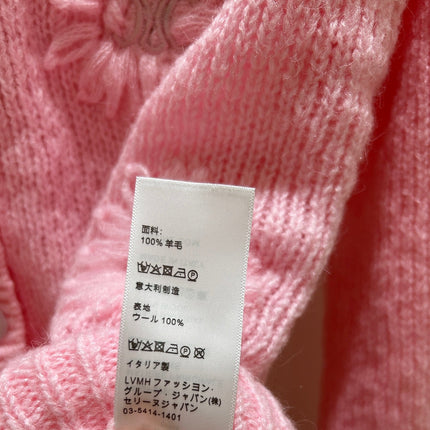 面料:
100% 羊毛
意大利制造
表地
ウール 100%
イタリア製
LVMH ファッション・
グループ・ジャパン(株)
セリーヌジャパン
03-5414-1401